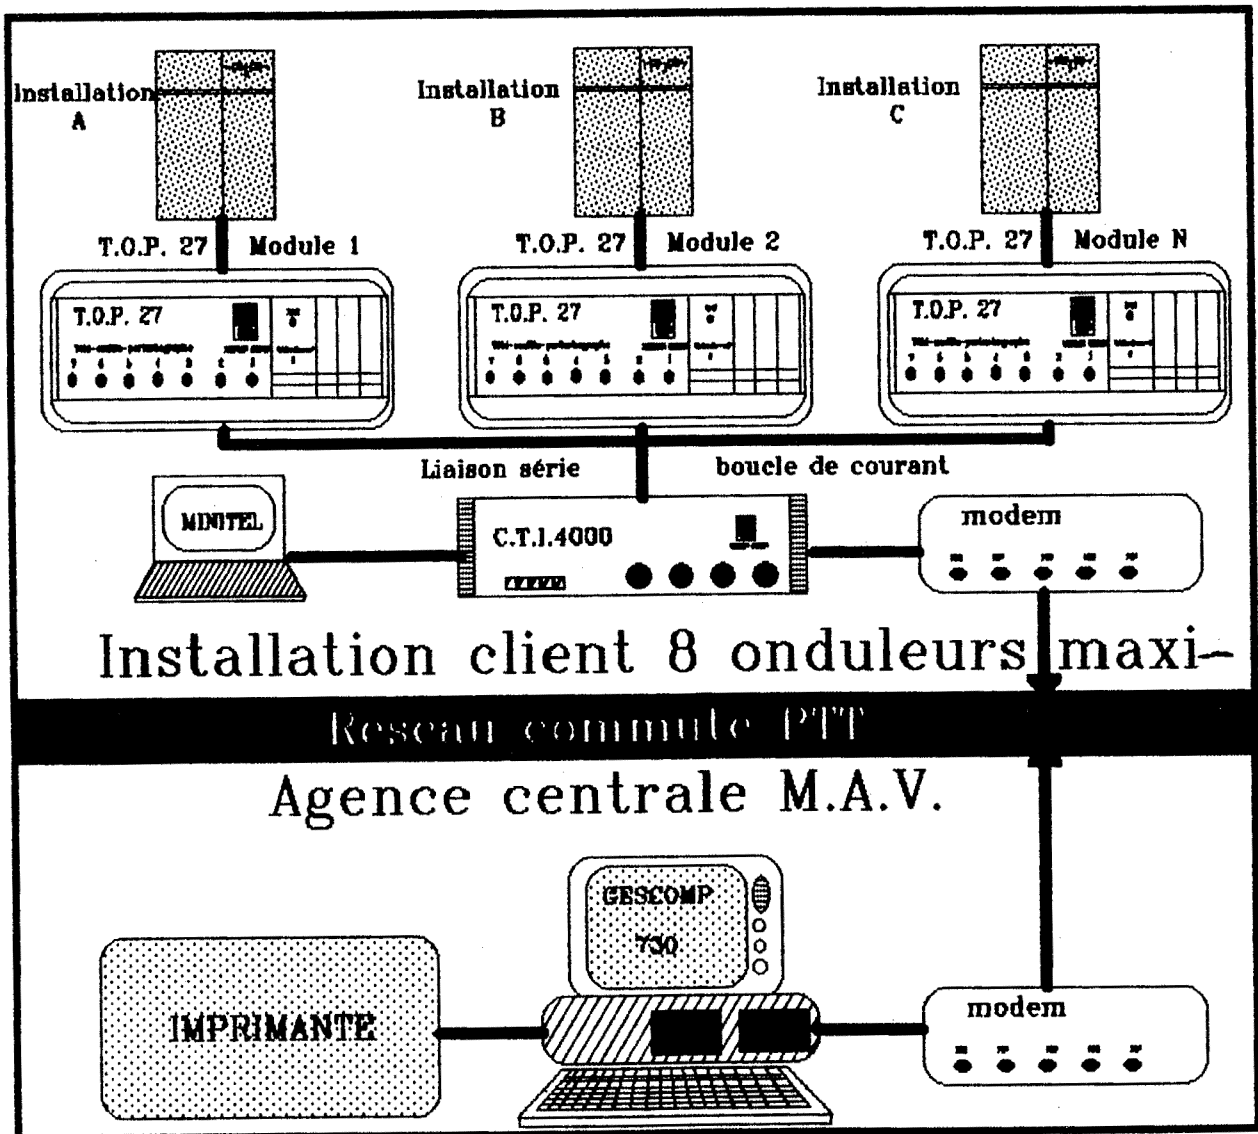 Installation
A
Installation
B
Installation
C
T.O.P. 27 Module 1
T.O.P. 27 Module 2
T.O.P. 27 Module N
T.O.P. 27
T.O.P. 27
T.O.P. 27
Liaison série boucle de courant
MINITEL
C.T.I.4000
modem
Installation client 8 onduleurs maxi-
Reseau commute PTT
Agence centrale M.A.V.
GESCOMP
730
IMPRIMANTE
modem